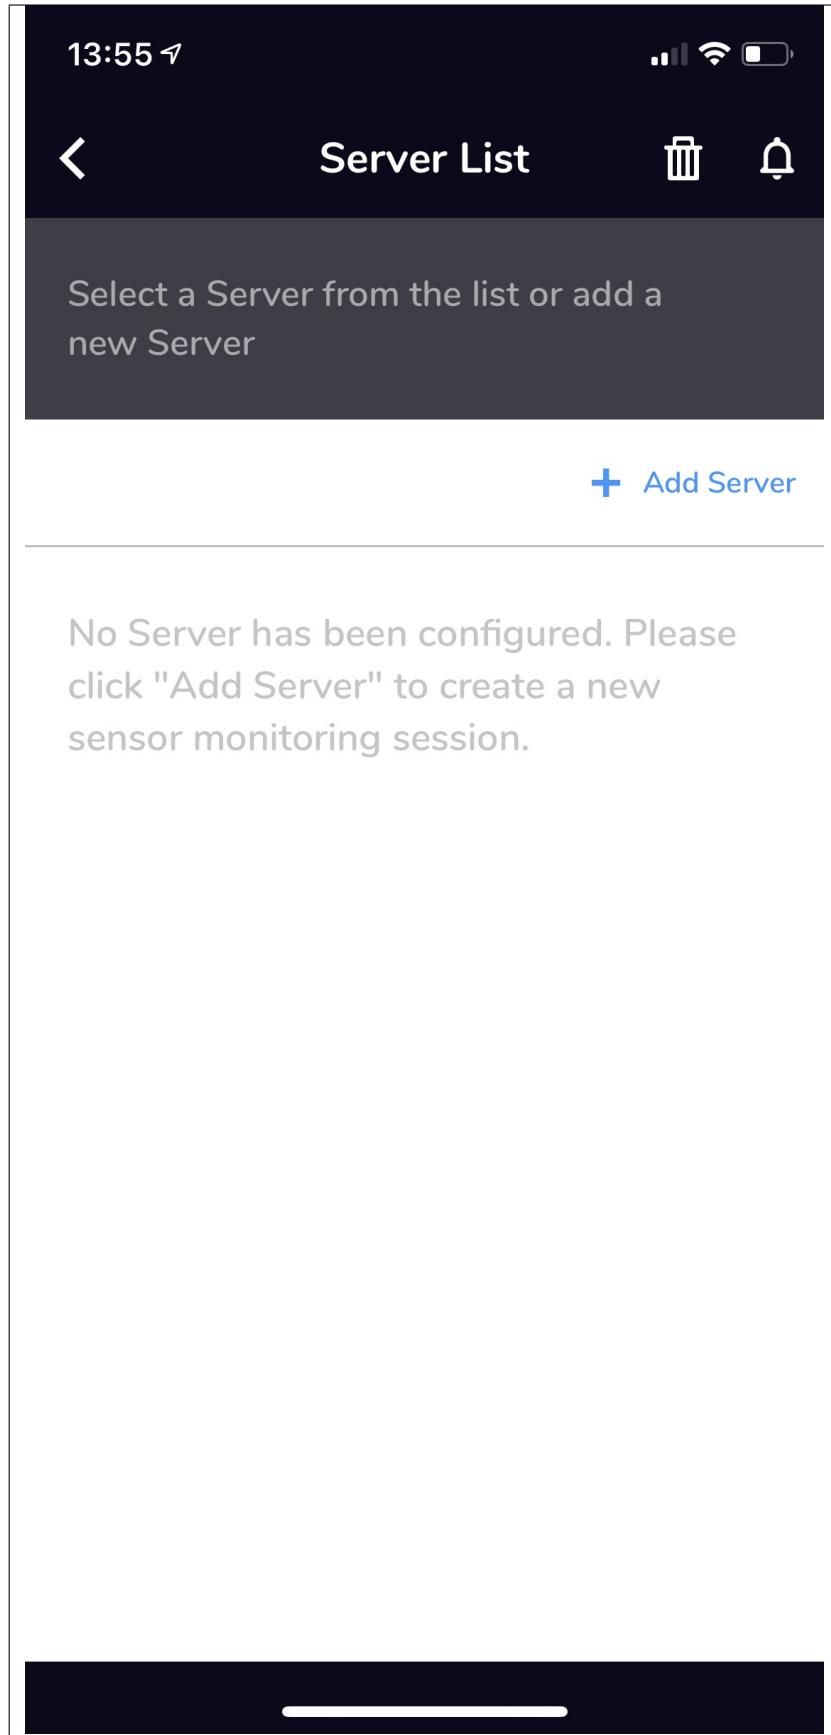 13:55
Server List
Select a Server from the list or add a
new Server
Add Server
No Server has been configured. Please
click "Add Server" to create a new
sensor monitoring session.